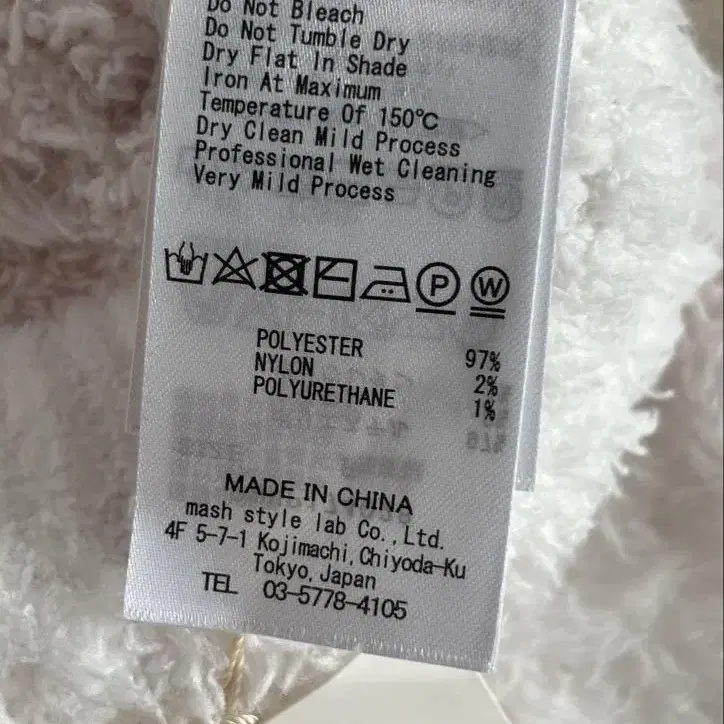 Do Not Bleach
Do Not Tumble Dry
Dry Flat In Shade
Iron At Maximum
Temperature Of 150℃
Dry Clean Mild Process
Professional Wet Cleaning
Very Mild Process
P W
POLYESTER 97%
NYLON 2%
POLYURETHANE 1%
MADE IN CHINA
mash style lab Co.,Ltd.
4F 5-7-1 Kojimachi,Chiyoda-Ku
Tokyo,Japan
TEL 03-5778-4105